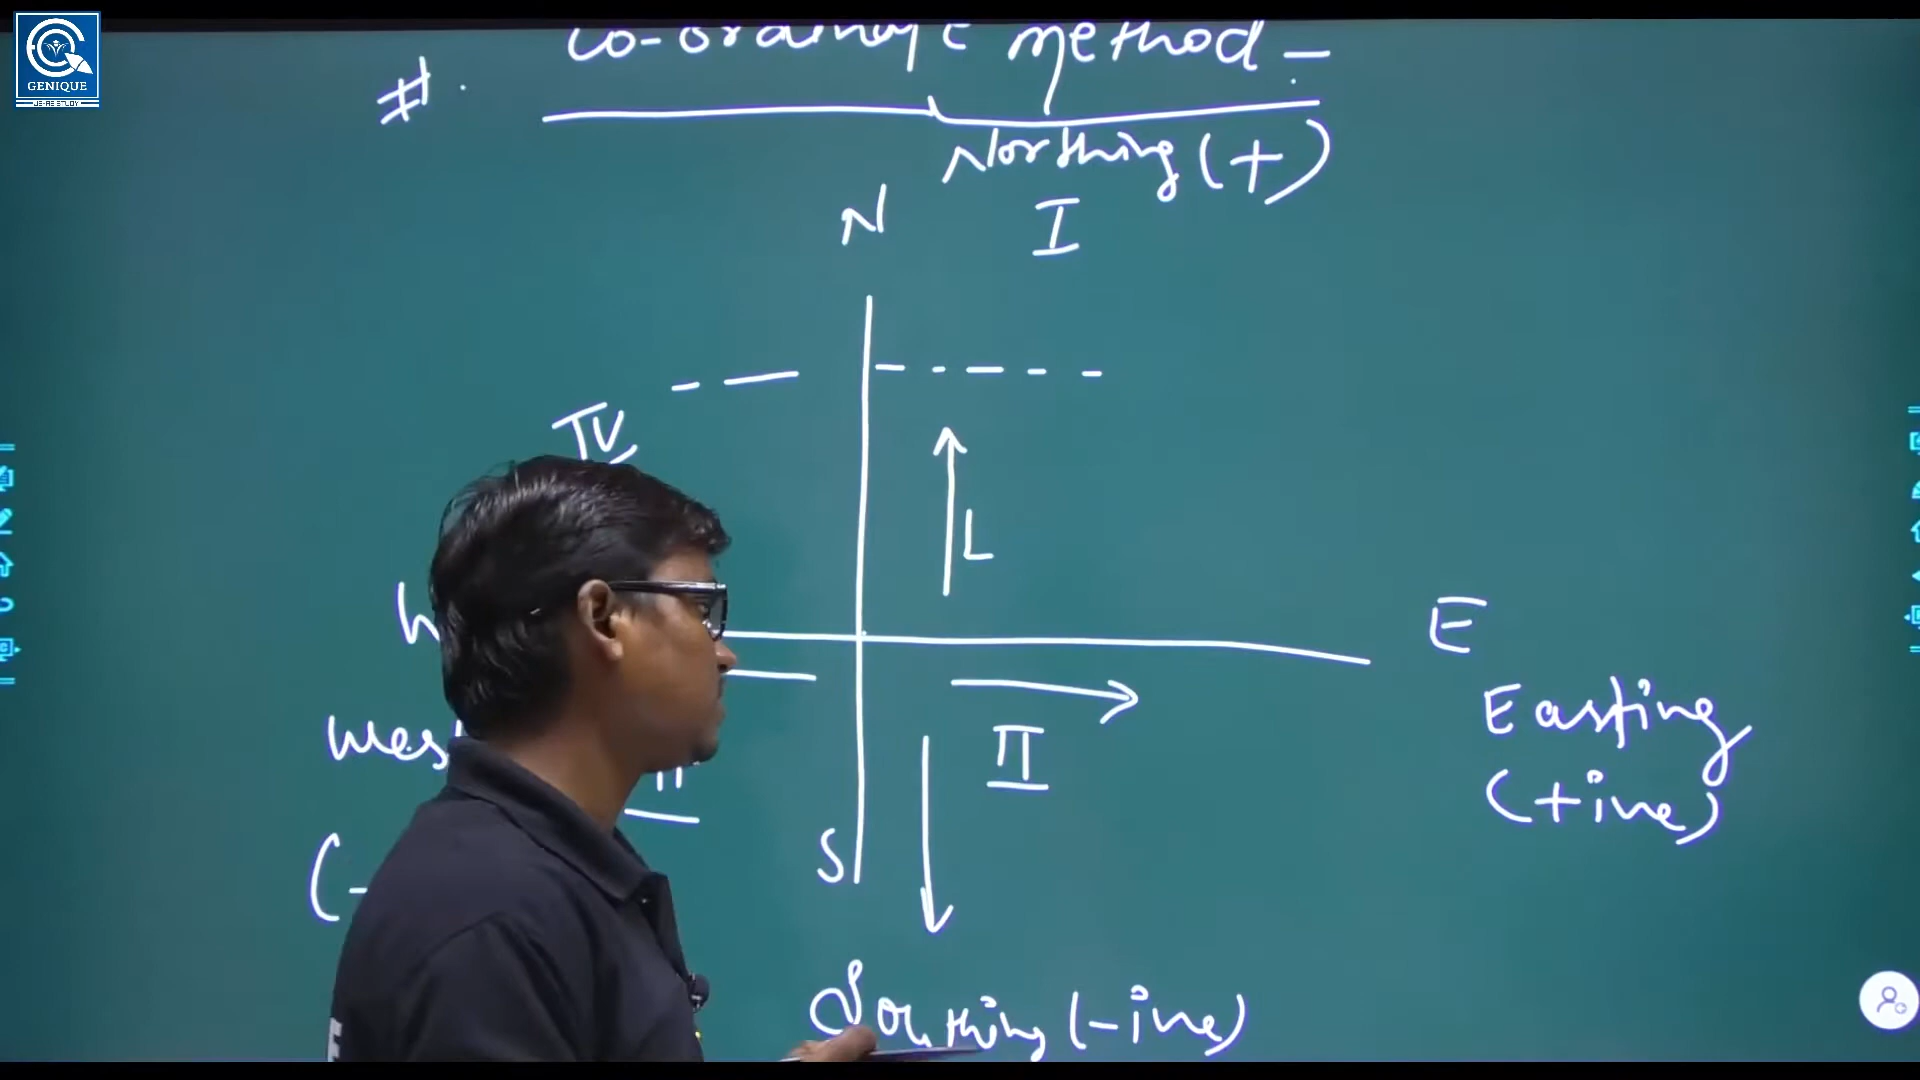 GENIQUE
# Co-ordinate method -
Northing (+)
N I
IV
L
E
Easting
II
(+ive)
S
Southing (-ive)